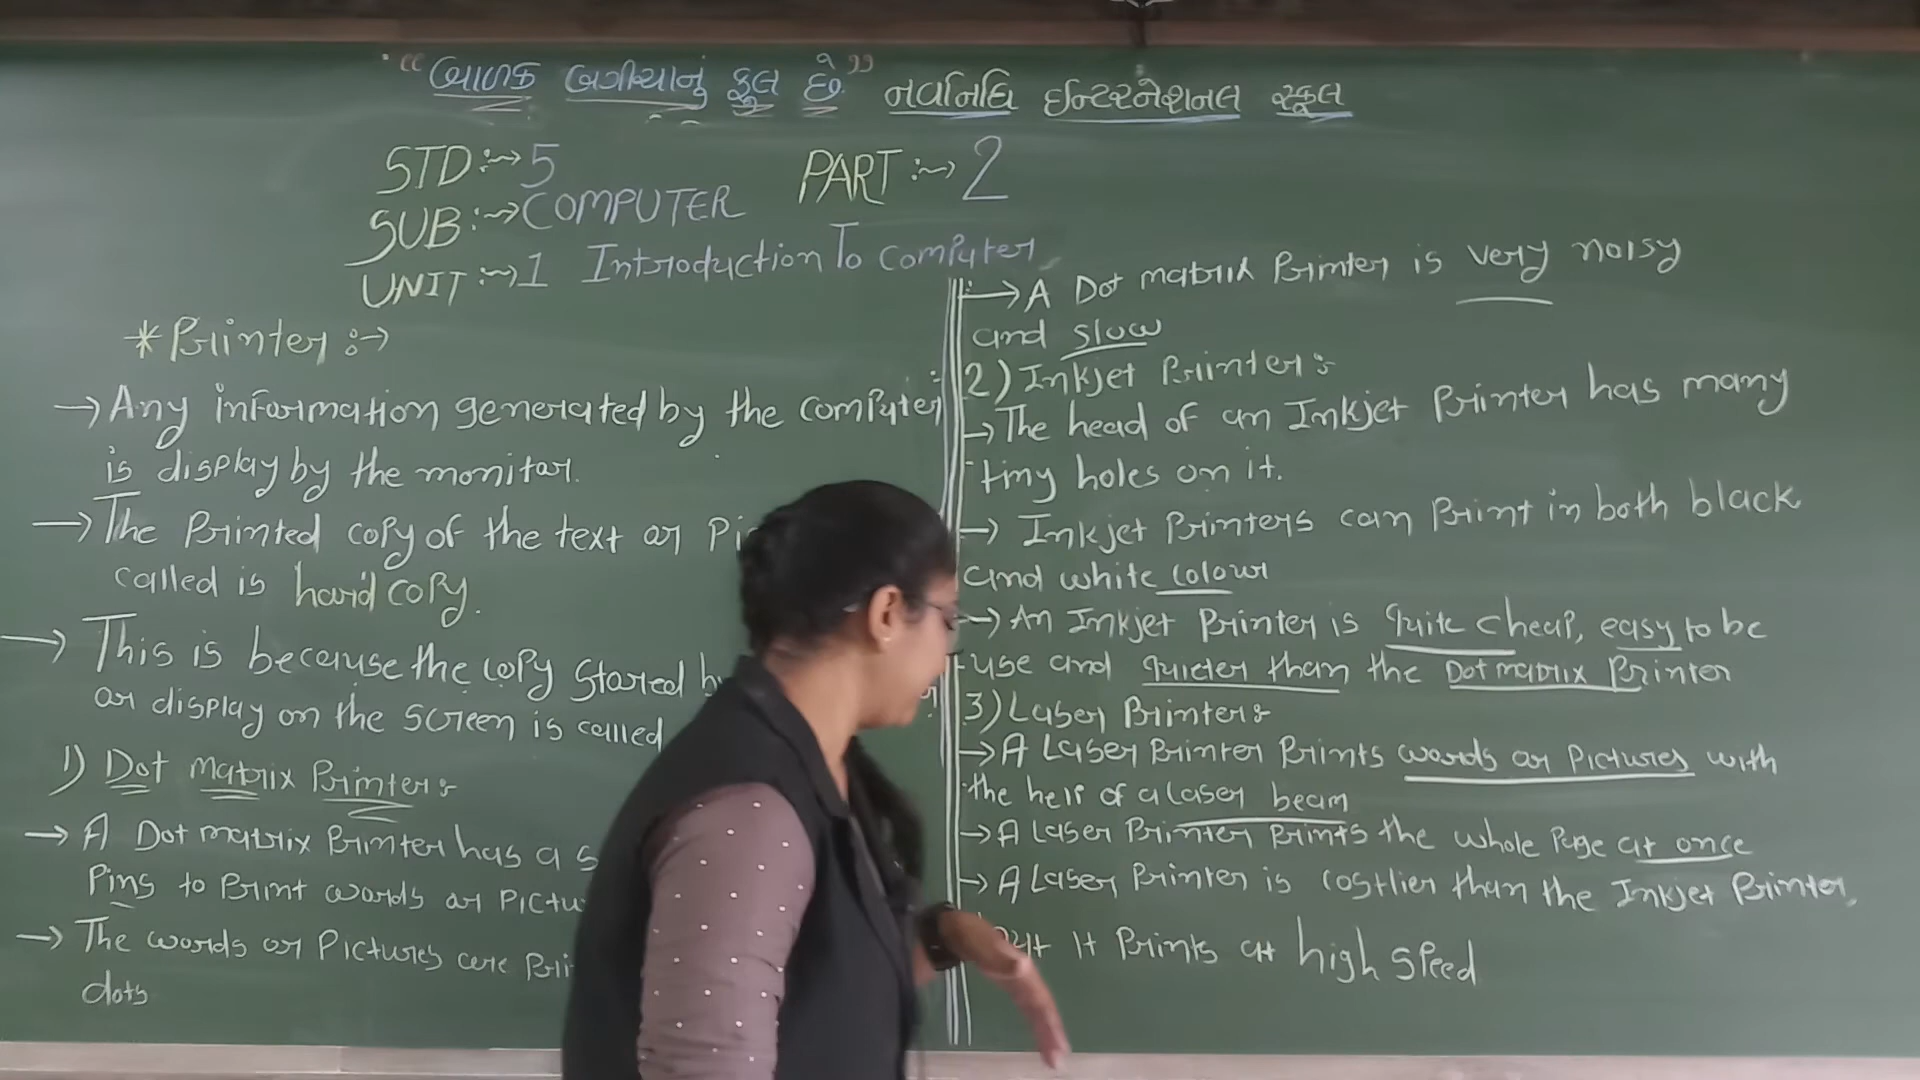 “બાળક બગીચાનું ફૂલ છે” નવનિધિ ઈન્ટરનેશનલ સ્કૂલ
STD :~> 5 PART :~> 2
SUB :~> COMPUTER
UNIT :~> 1 Introduction To Computer
* Printer :->
-> Any information generated by the computer
is display by the monitor.
-> The Printed copy of the text or Pi
called is hard copy.
-> This is because the copy stored by
or display on the screen is called
1) Dot matrix Printer :-
-> A Dot matrix Printer has a s
Pins to Print words or Pictu
-> The words or Pictures are Pri
dots
-> A Dot matrix Printer is very noisy
and slow
2) Inkjet Printer :-
-> The head of an Inkjet Printer has many
tiny holes on it.
-> Inkjet Printers can Print in both black
and white colour
-> An Inkjet Printer is quite cheap, easy to be
use and quieter than the Dot matrix Printer
3) Laser Printer :-
-> A Laser Printer Prints words or Pictures with
the help of a laser beam
-> A Laser Printer Prints the whole Page at once
-> A Laser Printer is costlier than the Inkjet Printer.
It Prints at high speed